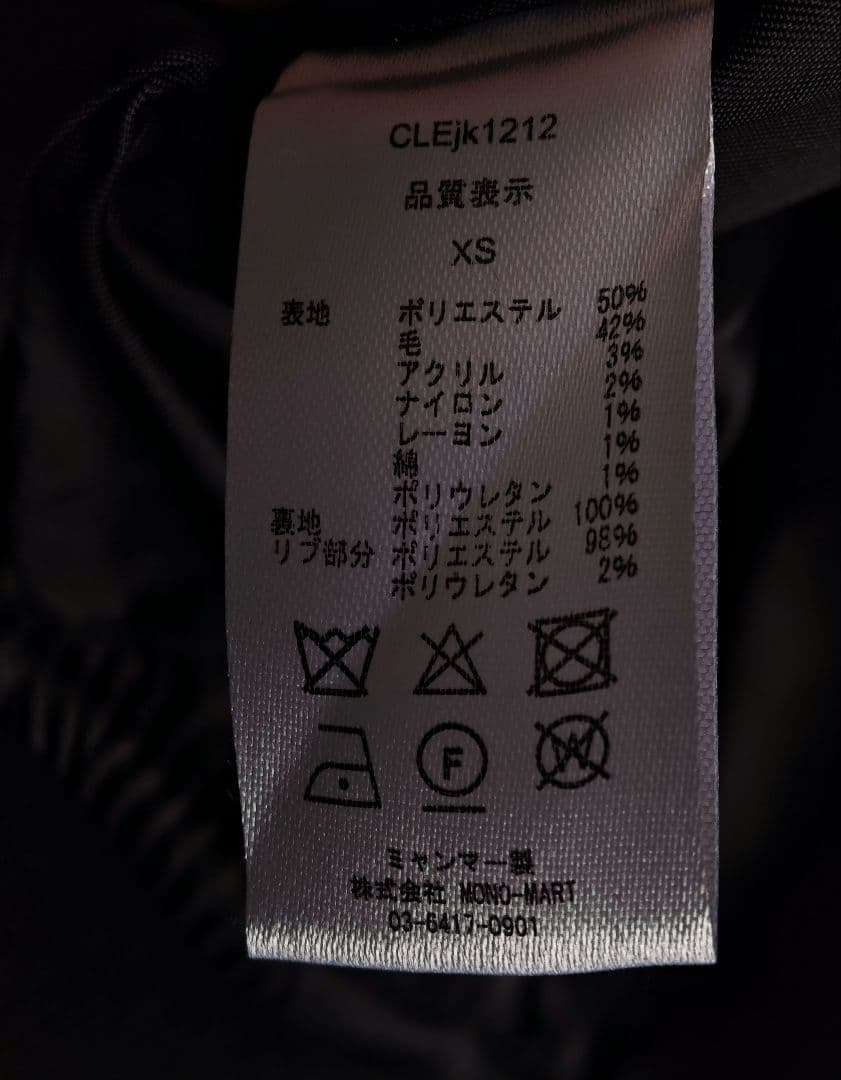 CLEjk1212
品質表示
XS
表地 ポリエステル 50%
毛 42%
アクリル 3%
ナイロン 2%
レーヨン 1%
綿 1%
ポリウレタン 1%
裏地 ポリエステル 100%
リブ部分 ポリエステル 98%
ポリウレタン 2%
F W
ミャンマー製
株式会社 MONO-MART
03-6417-0901